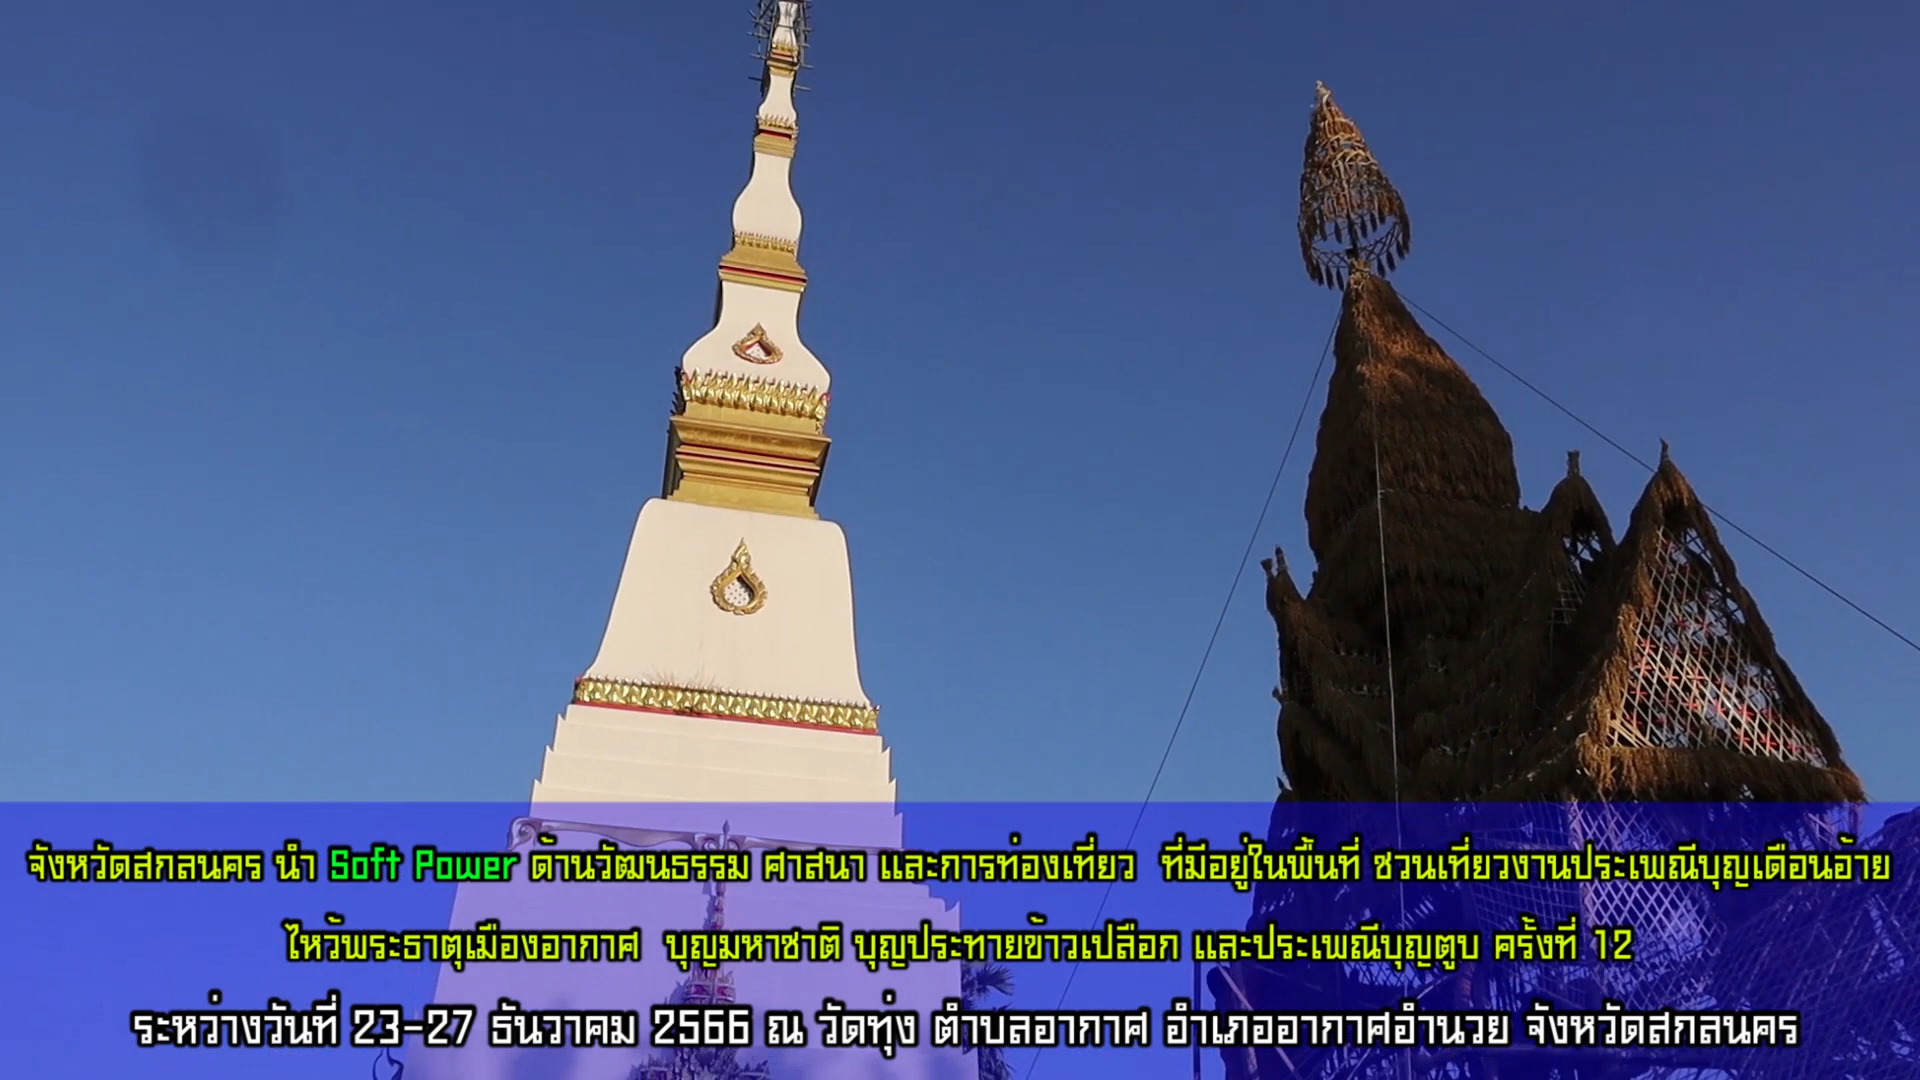 จังหวัดสกลนคร นำ Soft Power ด้านวัฒนธรรม ศาสนา และการท่องเที่ยว ที่มีอยู่ในพื้นที่ ชวนเที่ยวงานประเพณีบุญเดือนอ้าย
ไหว้พระธาตุเมืองอากาศ บุญมหาชาติ บุญประทายข้าวเปลือก และประเพณีบุญตูบ ครั้งที่ 12
ระหว่างวันที่ 23-27 ธันวาคม 2566 ณ วัดทุ่ง ตำบลอากาศ อำเภออากาศอำนวย จังหวัดสกลนคร